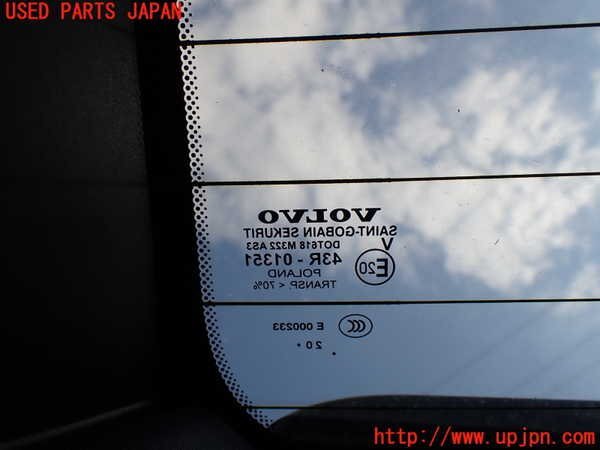 USED PARTS JAPAN
VOLVO
SAINT-GOBAIN SEKURIT
DOT618 M322 AS3 V
43R - 01351 E20
POLAND
TRANSP < 70%
E 000233 CCC
. 20 .
http://www.upjpn.com